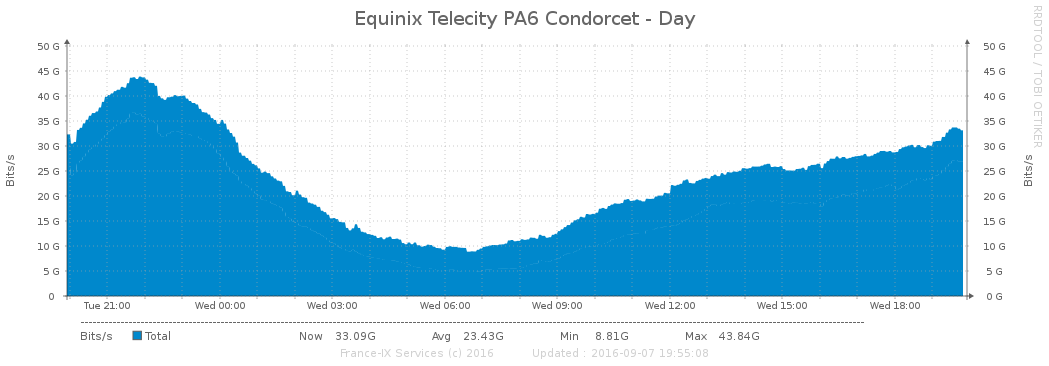 Equinix Telecity PA6 Condorcet - Day
RRDTOOL / TOBI OETIKER
Bits/s
50 G 50 G
45 G 45 G
40 G 40 G
35 G 35 G
30 G 30 G
25 G 25 G
20 G 20 G
15 G 15 G
10 G 10 G
5 G 5 G
0 0 G
Bits/s
Tue 21:00 Wed 00:00 Wed 03:00 Wed 06:00 Wed 09:00 Wed 12:00 Wed 15:00 Wed 18:00
Bits/s Total Now 33.09G Avg 23.43G Min 8.81G Max 43.84G
France-IX Services (c) 2016 Updated : 2016-09-07 19:55:08